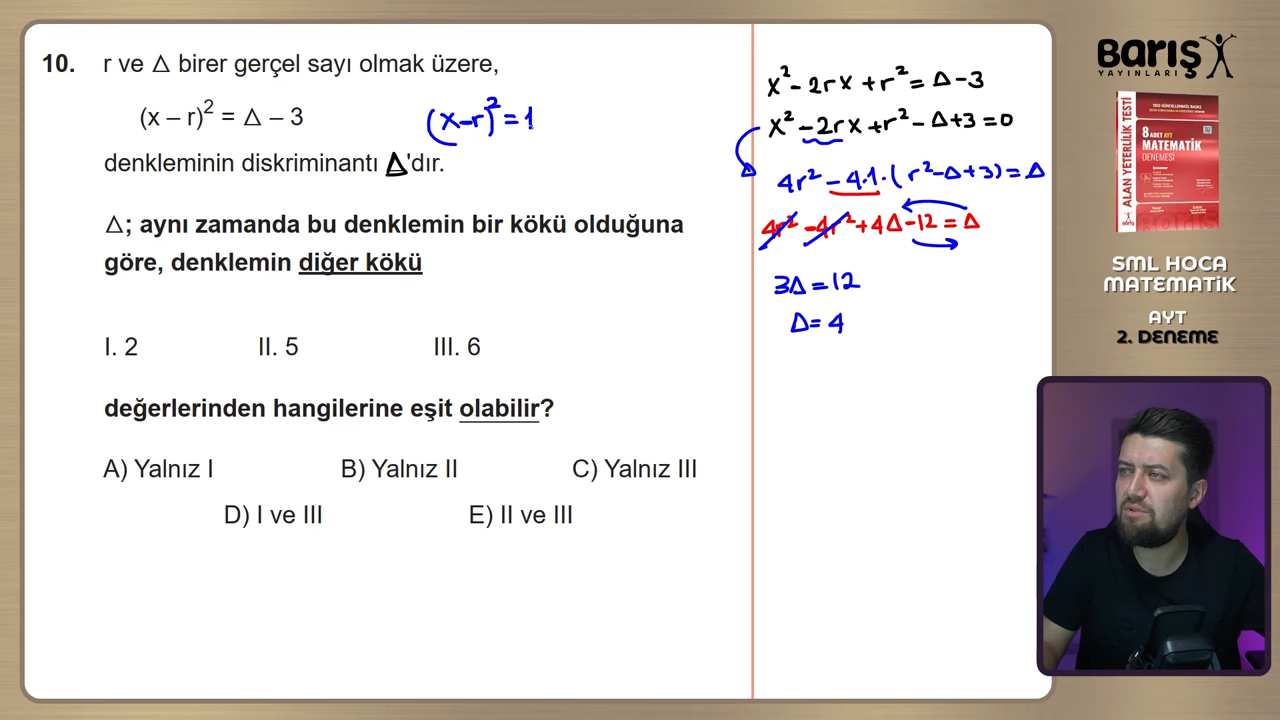 10. r ve △ birer gerçel sayı olmak üzere,
(x – r)² = △ – 3
(x-r)² = 1
denkleminin diskriminantı △'dır.
△; aynı zamanda bu denklemin bir kökü olduğuna
göre, denklemin diğer kökü
I. 2 II. 5 III. 6
değerlerinden hangilerine eşit olabilir?
A) Yalnız I B) Yalnız II C) Yalnız III
D) I ve III E) II ve III
x² - 2rx + r² = △ - 3
x² - 2rx + r² - △ + 3 = 0
4r² - 4.1.(r² - △ + 3) = △
4r² - 4r² + 4△ - 12 = △
3△ = 12
△ = 4
BARIŞ
YAYINLARI
ALAN YETERLİLİK TESTİ
8 ADET AYT
MATEMATİK
DENEMESİ
SML HOCA
MATEMATİK
AYT
2. DENEME